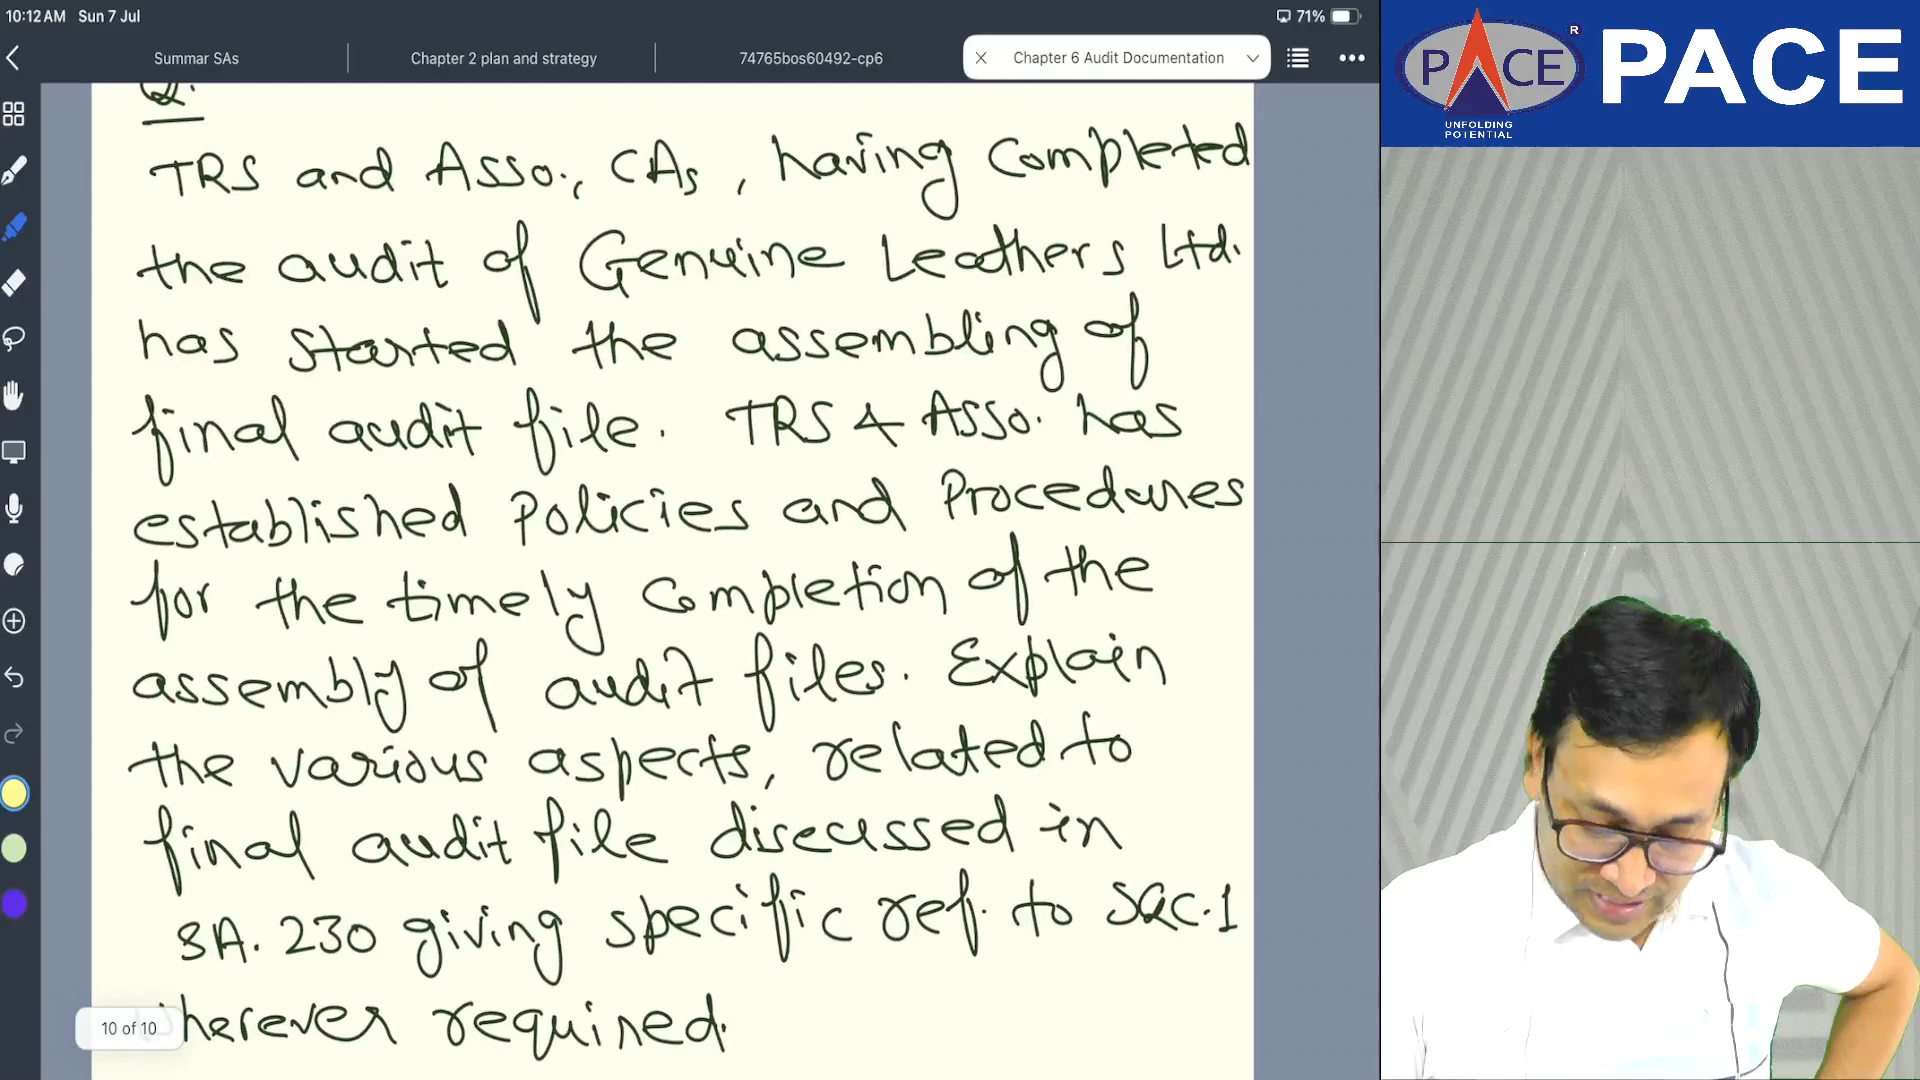 10:12 AM Sun 7 Jul
71%
Summar SAs
Chapter 2 plan and strategy
74765bos60492-cp6
Chapter 6 Audit Documentation
PACE
UNFOLDING
POTENTIAL
®
PACE
Q.
TRS and Asso., CAs, having completed
the audit of Genuine Leathers Ltd.
has started the assembling of
final audit file. TRS & Asso. has
established policies and Procedures
for the timely completion of the
assembly of audit files. Explain
the various aspects, related to
final audit file discussed in
SA. 230 giving specific ref. to SQC.1
herever required.
10 of 10